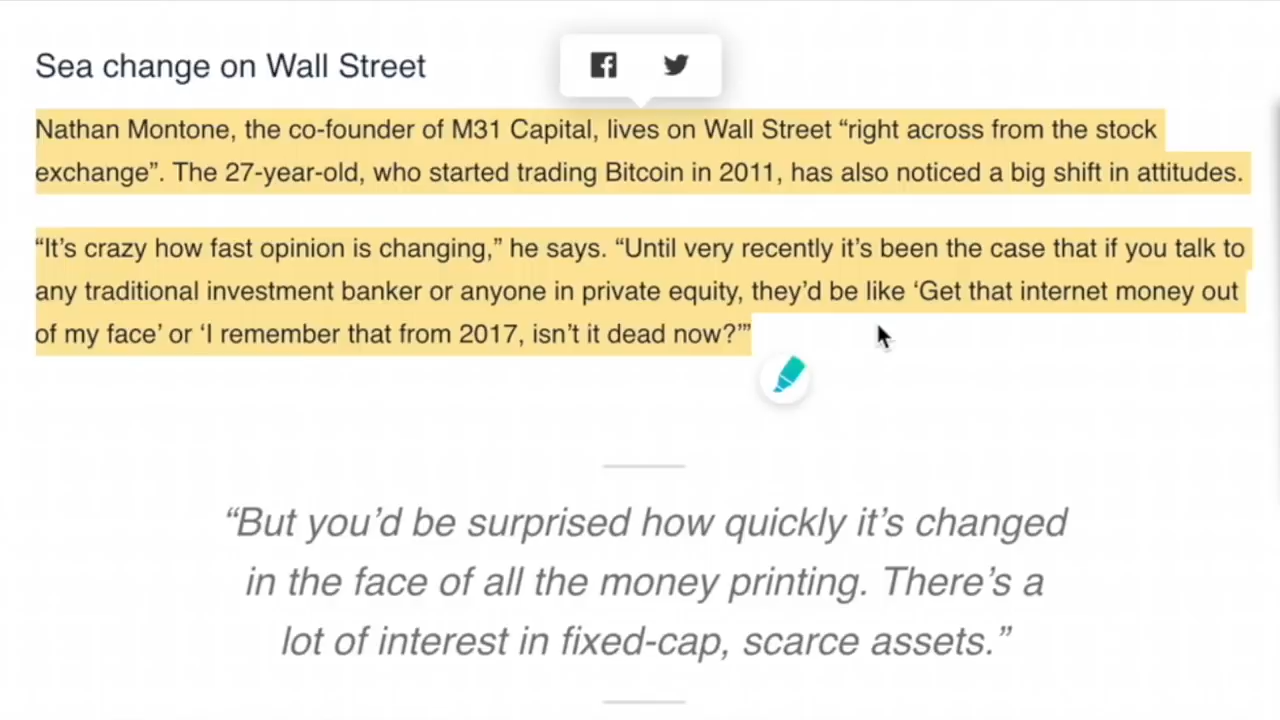 Sea change on Wall Street
Nathan Montone, the co-founder of M31 Capital, lives on Wall Street “right across from the stock
exchange”. The 27-year-old, who started trading Bitcoin in 2011, has also noticed a big shift in attitudes.
“It’s crazy how fast opinion is changing,” he says. “Until very recently it’s been the case that if you talk to
any traditional investment banker or anyone in private equity, they’d be like ‘Get that internet money out
of my face’ or ‘I remember that from 2017, isn’t it dead now?’”
“But you’d be surprised how quickly it’s changed
in the face of all the money printing. There’s a
lot of interest in fixed-cap, scarce assets.”